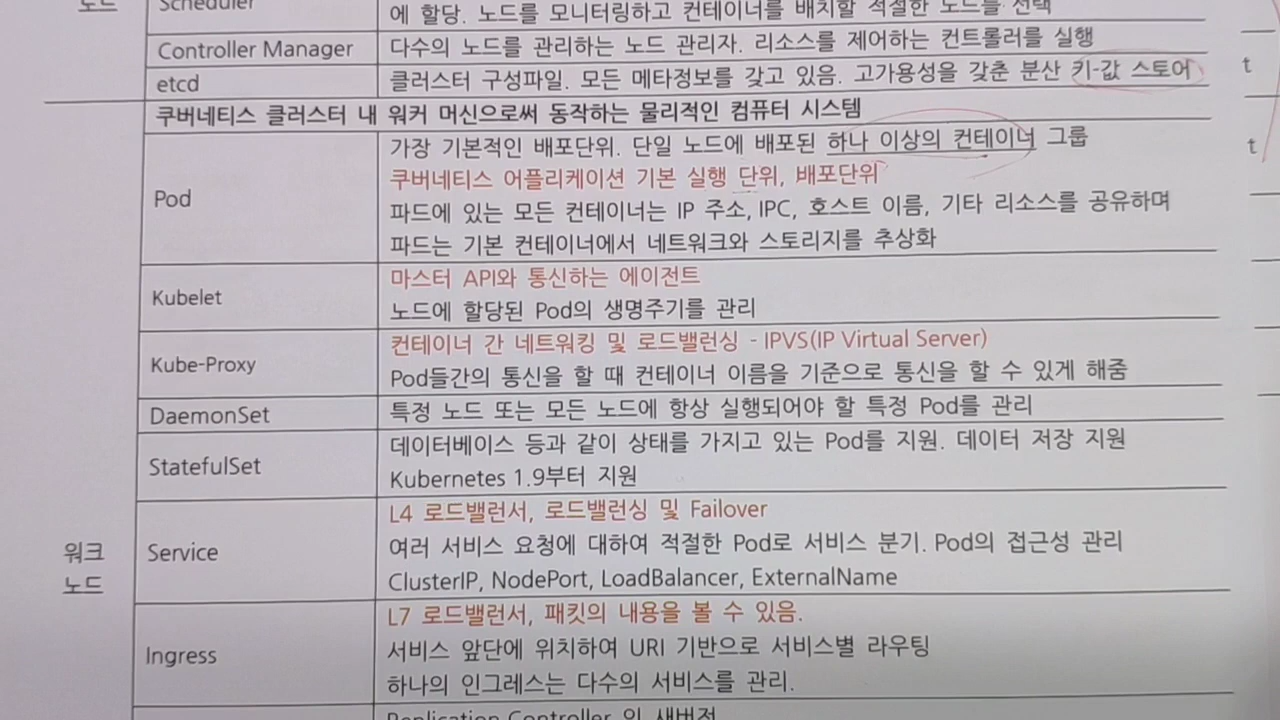 노드
Scheduler
에 할당. 노드를 모니터링하고 컨테이너를 배치할 적절한 노드를 선택
Controller Manager
다수의 노드를 관리하는 노드 관리자. 리소스를 제어하는 컨트롤러를 실행
etcd
클러스터 구성파일. 모든 메타정보를 갖고 있음. 고가용성을 갖춘 분산 키-값 스토어
t
쿠버네티스 클러스터 내 워커 머신으로써 동작하는 물리적인 컴퓨터 시스템
Pod
가장 기본적인 배포단위. 단일 노드에 배포된 하나 이상의 컨테이너 그룹
t
쿠버네티스 어플리케이션 기본 실행 단위, 배포단위
파드에 있는 모든 컨테이너는 IP 주소, IPC, 호스트 이름, 기타 리소스를 공유하며
파드는 기본 컨테이너에서 네트워크와 스토리지를 추상화
Kubelet
마스터 API와 통신하는 에이전트
노드에 할당된 Pod의 생명주기를 관리
Kube-Proxy
컨테이너 간 네트워킹 및 로드밸런싱 - IPVS(IP Virtual Server)
Pod들간의 통신을 할 때 컨테이너 이름을 기준으로 통신을 할 수 있게 해줌
DaemonSet
특정 노드 또는 모든 노드에 항상 실행되어야 할 특정 Pod를 관리
StatefulSet
데이터베이스 등과 같이 상태를 가지고 있는 Pod를 지원. 데이터 저장 지원
Kubernetes 1.9부터 지원
워크
노드
Service
L4 로드밸런서, 로드밸런싱 및 Failover
여러 서비스 요청에 대하여 적절한 Pod로 서비스 분기. Pod의 접근성 관리
ClusterIP, NodePort, LoadBalancer, ExternalName
Ingress
L7 로드밸런서, 패킷의 내용을 볼 수 있음.
서비스 앞단에 위치하여 URI 기반으로 서비스별 라우팅
하나의 인그레스는 다수의 서비스를 관리.
Replication Controller 의 새버전